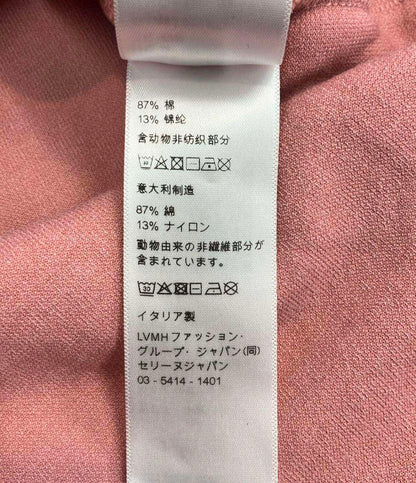 87% 棉
13% 锦纶
含动物非纺织部分
30
意大利制造
87% 綿
13% ナイロン
動物由来の非繊維部分が
含まれています。
30
イタリア製
LVMHファッション・
グループ・ジャパン(同)
セリーヌジャパン
03 - 5414 - 1401